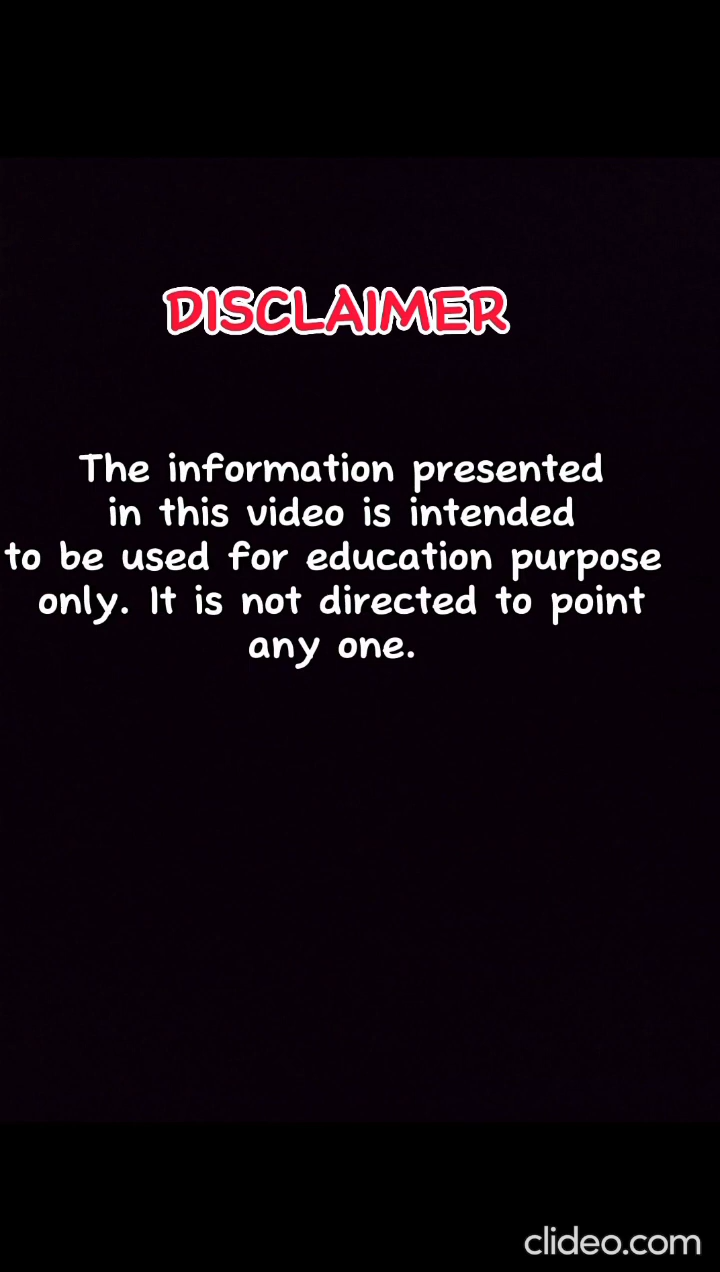 DISCLAIMER
The information presented
in this video is intended
to be used for education purpose
only. It is not directed to point
any one.
clideo.com